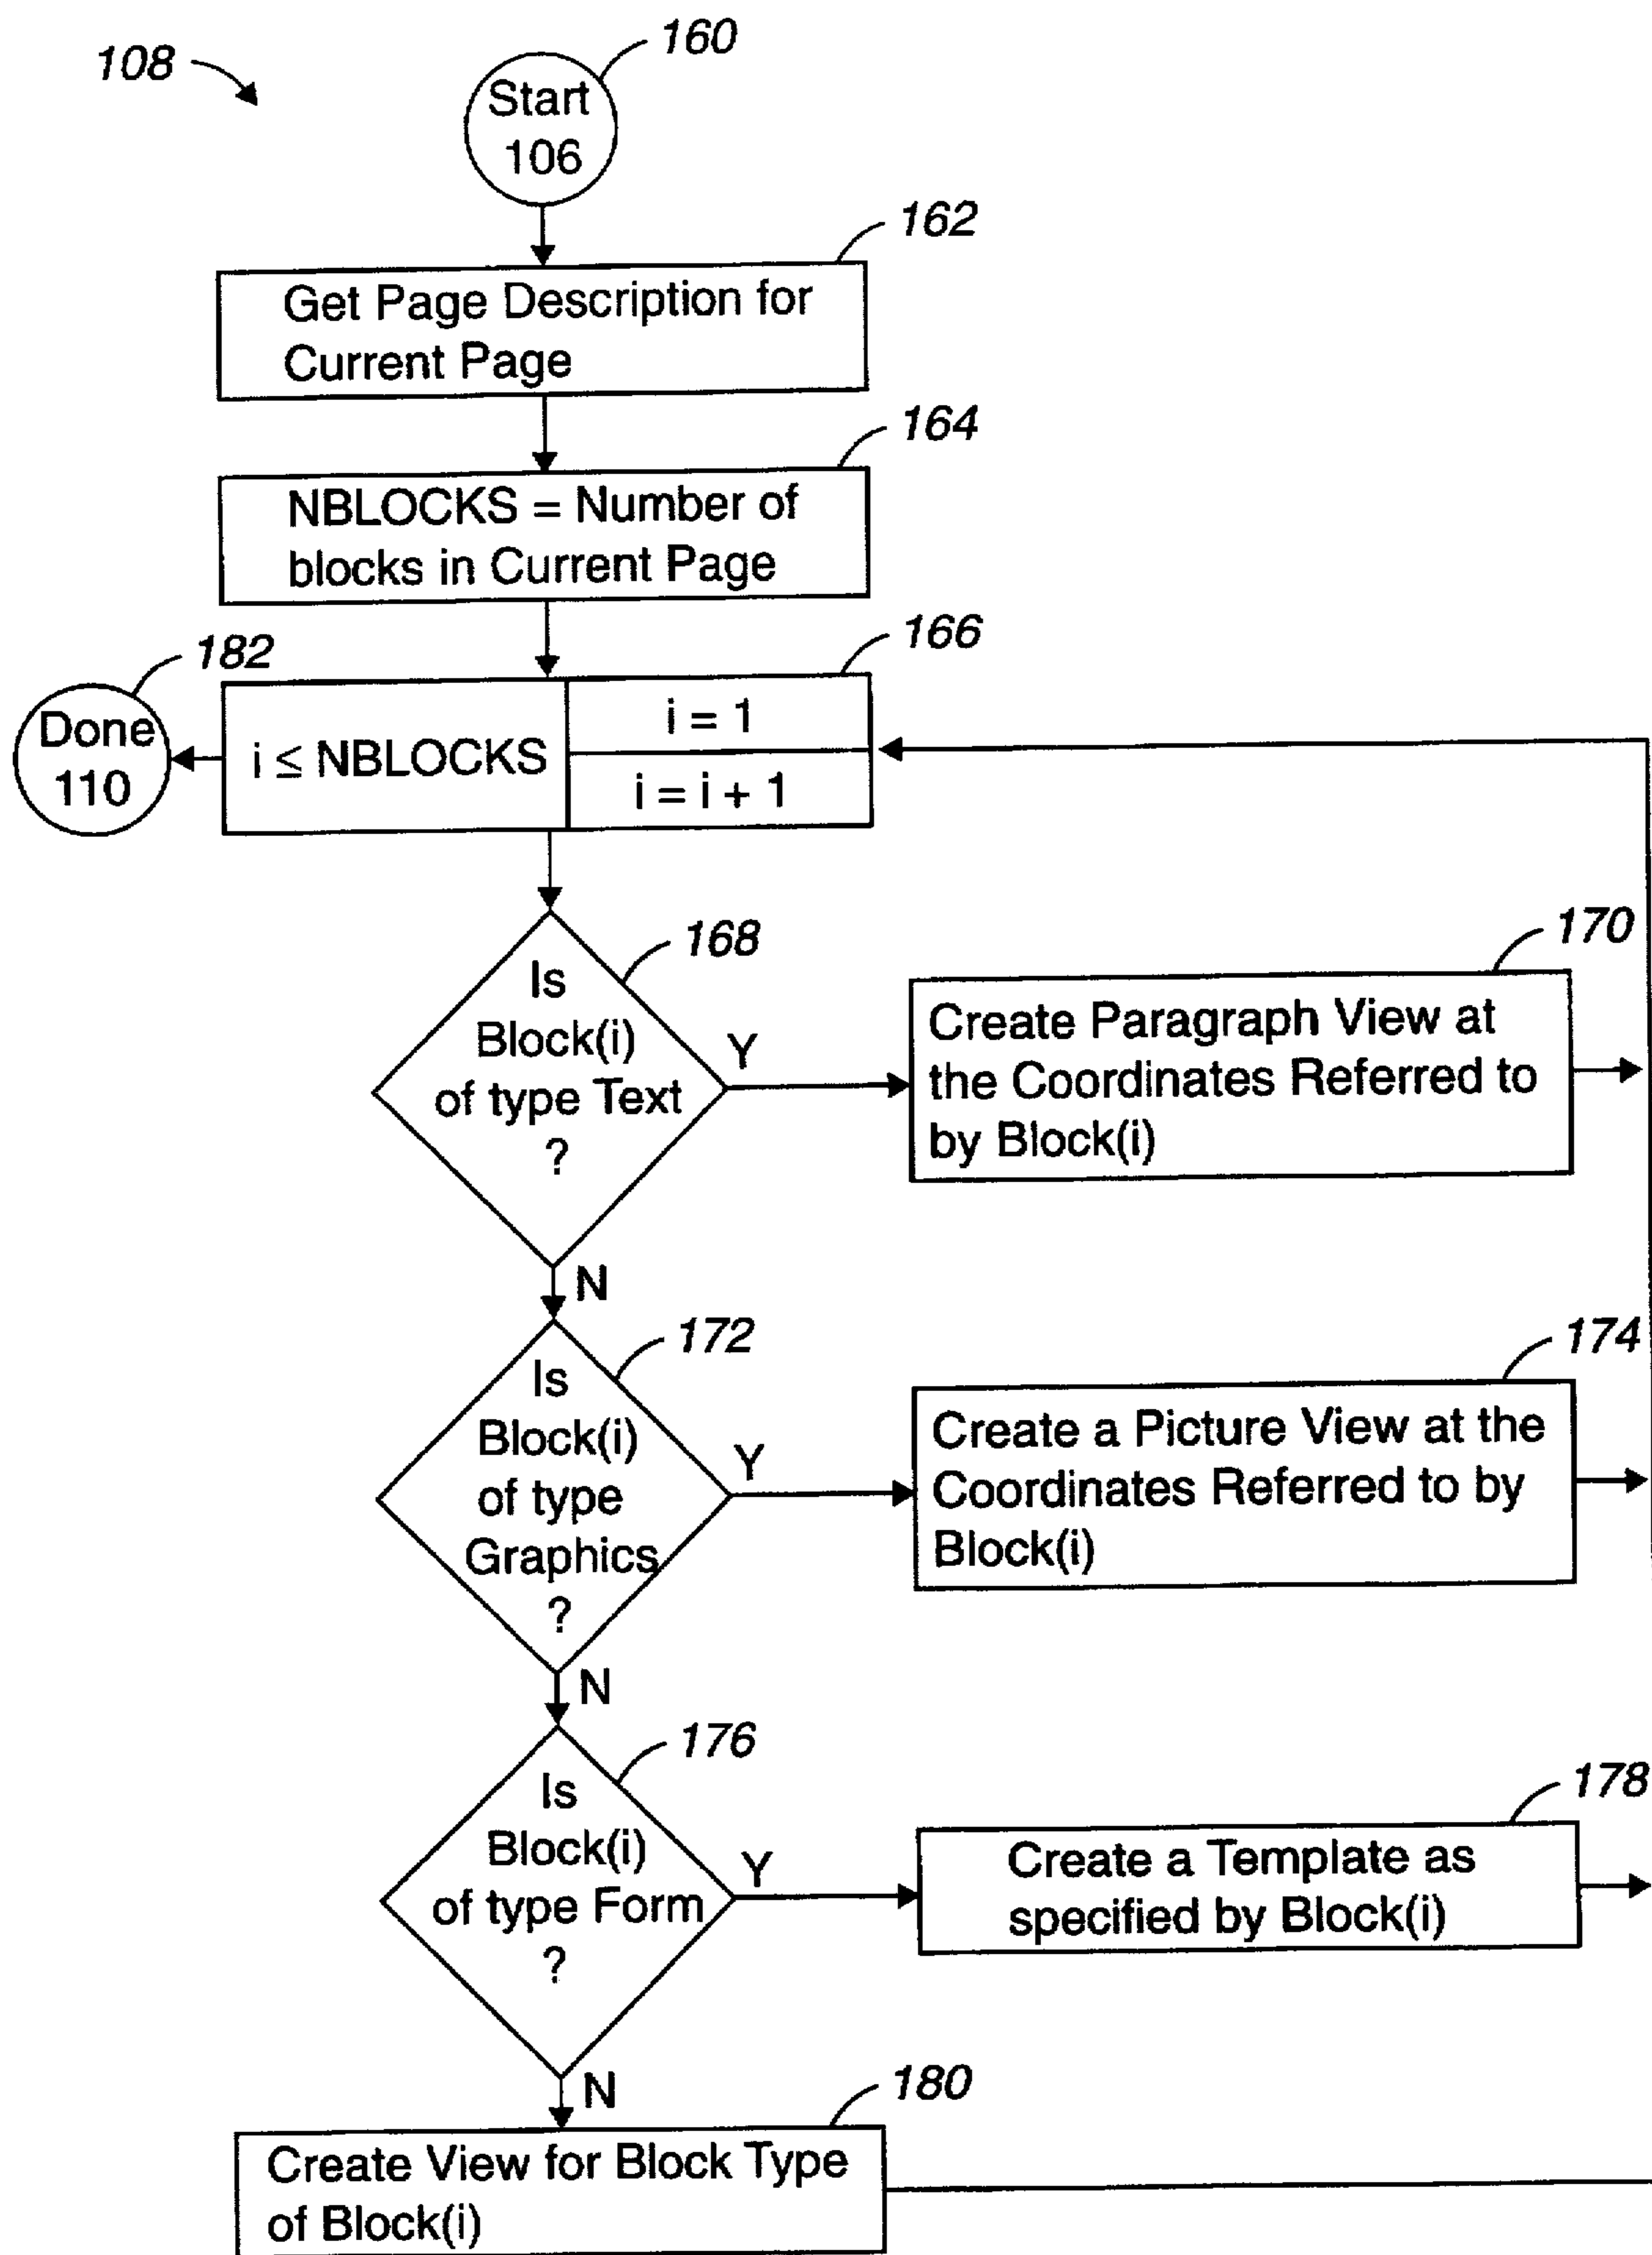 108
160
Start
106
162
Get Page Description for
Current Page
164
NBLOCKS = Number of
blocks in Current Page
182
166
Done
110
i ≤ NBLOCKS
i = 1
i = i + 1
168
Is
Block(i)
of type Text
?
Y
170
Create Paragraph View at
the Coordinates Referred to
by Block(i)
N
172
Is
Block(i)
of type
Graphics
?
Y
174
Create a Picture View at the
Coordinates Referred to by
Block(i)
N
176
Is
Block(i)
of type Form
?
Y
178
Create a Template as
specified by Block(i)
N
180
Create View for Block Type
of Block(i)